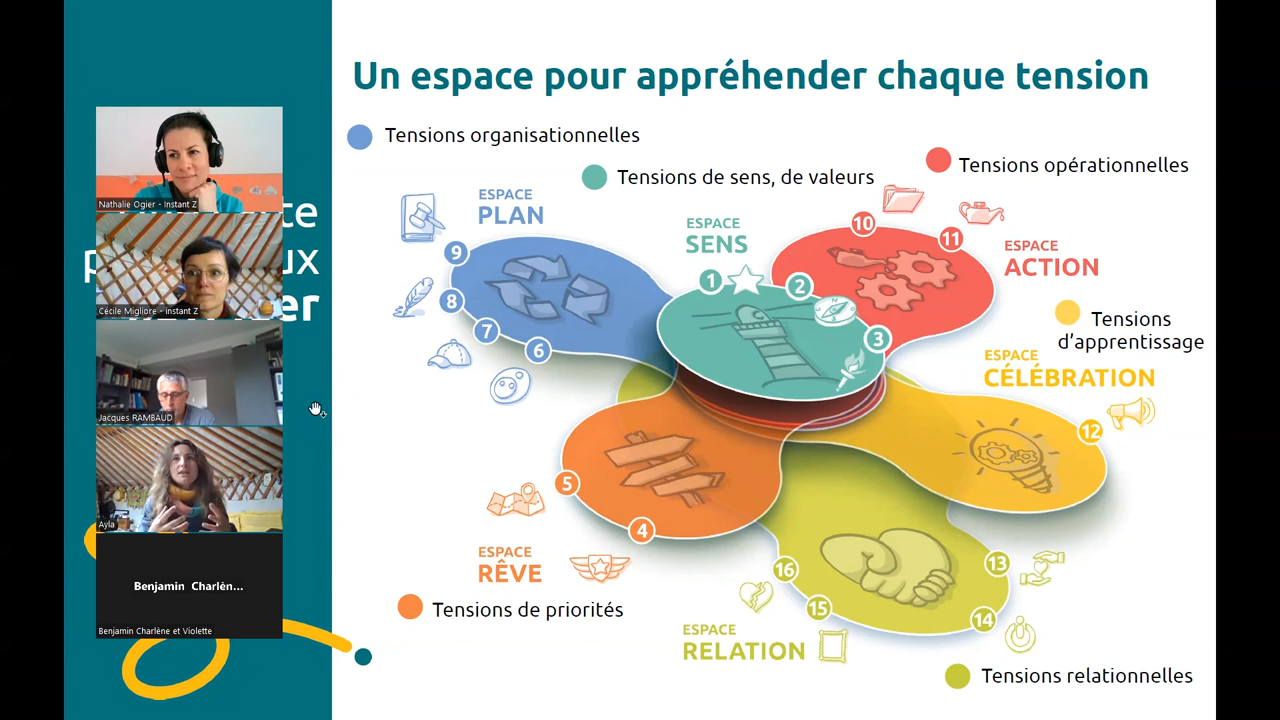 Un espace pour appréhender chaque tension
Tensions organisationnelles
Tensions de sens, de valeurs
Tensions opérationnelles
ESPACE
PLAN
ESPACE
SENS
ESPACE
ACTION
Tensions
d'apprentissage
ESPACE
CÉLÉBRATION
1
2
3
4
5
6
7
8
9
10
11
12
13
14
15
16
ESPACE
RÊVE
Tensions de priorités
ESPACE
RELATION
Tensions relationnelles
Nathalie Ogier - Instant Z
Cécile Migliore - instant Z
Jacques RAMBAUD
Ayla
Benjamin Charlèn...
Benjamin Charlène et Violette